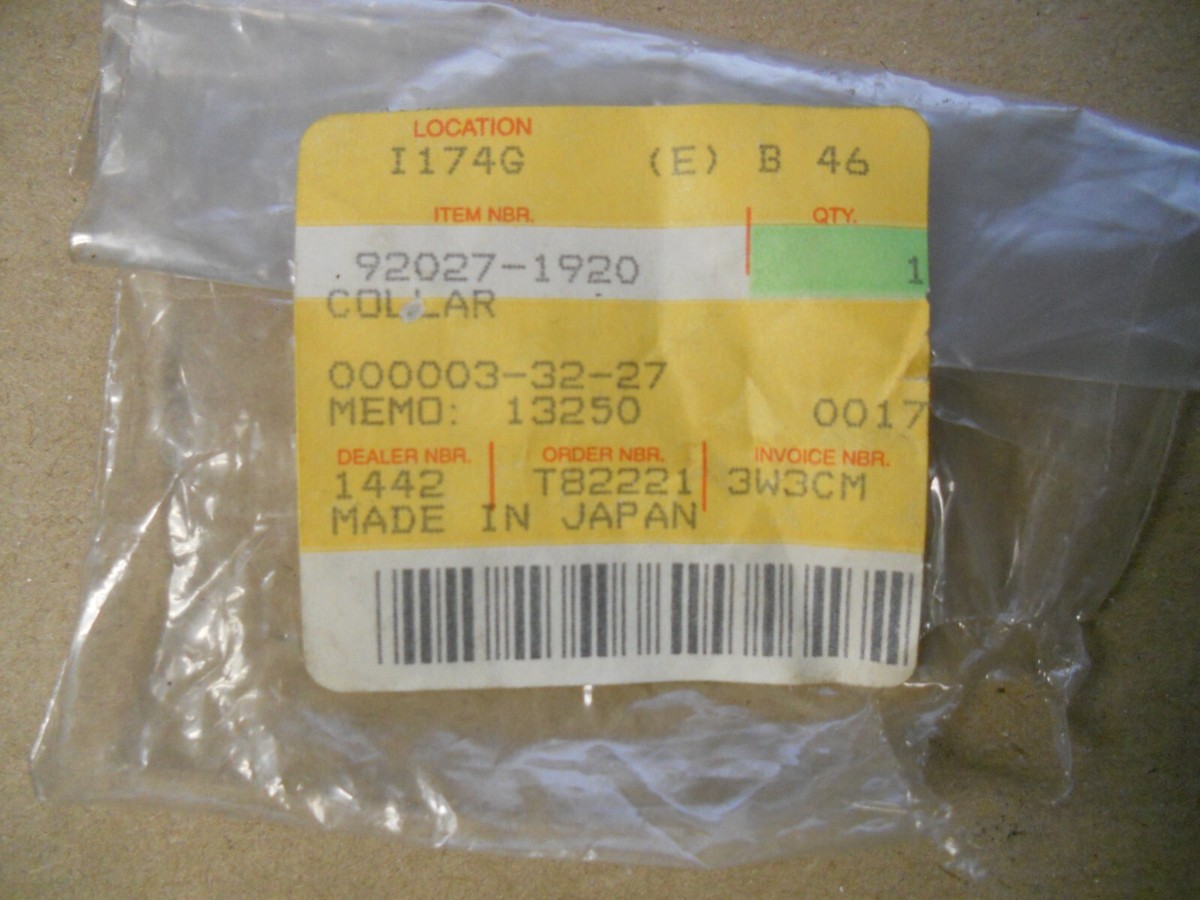 LOCATION
I174G (E) B 46
ITEM NBR. QTY.
92027-1920 1
COLLAR
000003-32-27
MEMO: 13250 0017
DEALER NBR. ORDER NBR. INVOICE NBR.
1442 T82221 3W3CM
MADE IN JAPAN